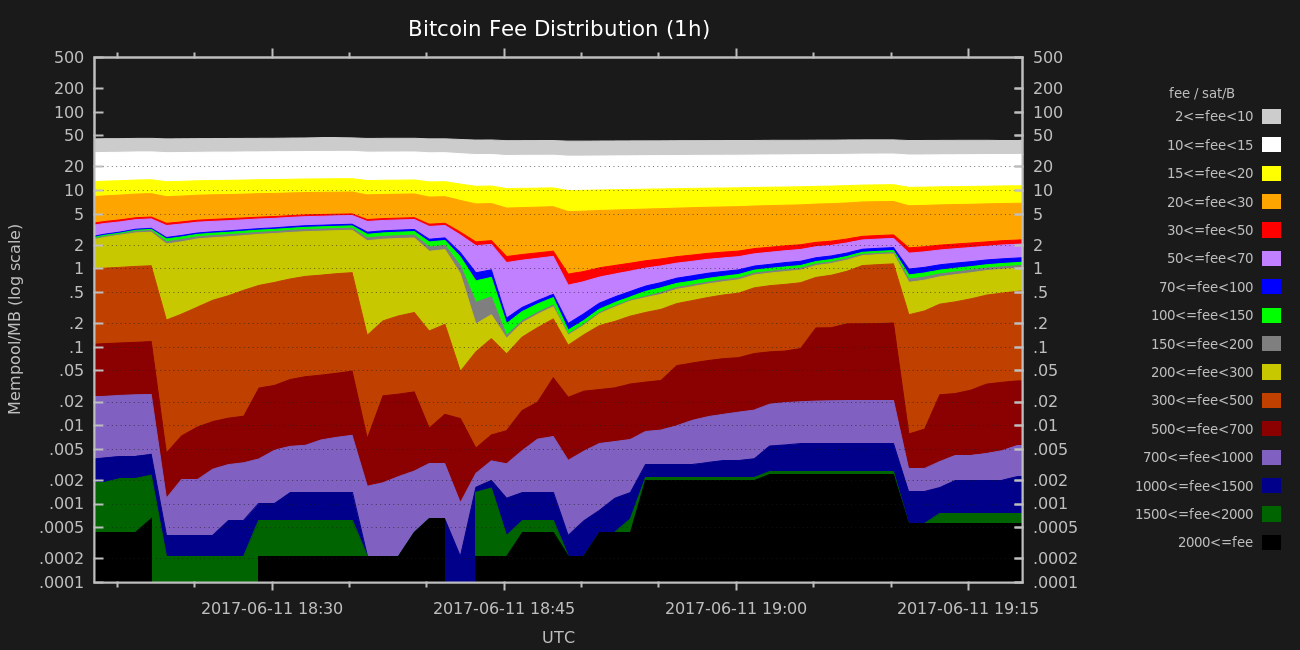 Bitcoin Fee Distribution (1h)
500 500
200 200
100 100
50 50
20 20
10 10
5 5
2 2
1 1
.5 .5
.2 .2
.1 .1
.05 .05
.02 .02
.01 .01
.005 .005
.002 .002
.001 .001
.0005 .0005
.0002 .0002
.0001 .0001
Mempool/MB (log scale)
2017-06-11 18:30 2017-06-11 18:45 2017-06-11 19:00 2017-06-11 19:15
UTC
fee / sat/B
2<=fee<10
10<=fee<15
15<=fee<20
20<=fee<30
30<=fee<50
50<=fee<70
70<=fee<100
100<=fee<150
150<=fee<200
200<=fee<300
300<=fee<500
500<=fee<700
700<=fee<1000
1000<=fee<1500
1500<=fee<2000
2000<=fee